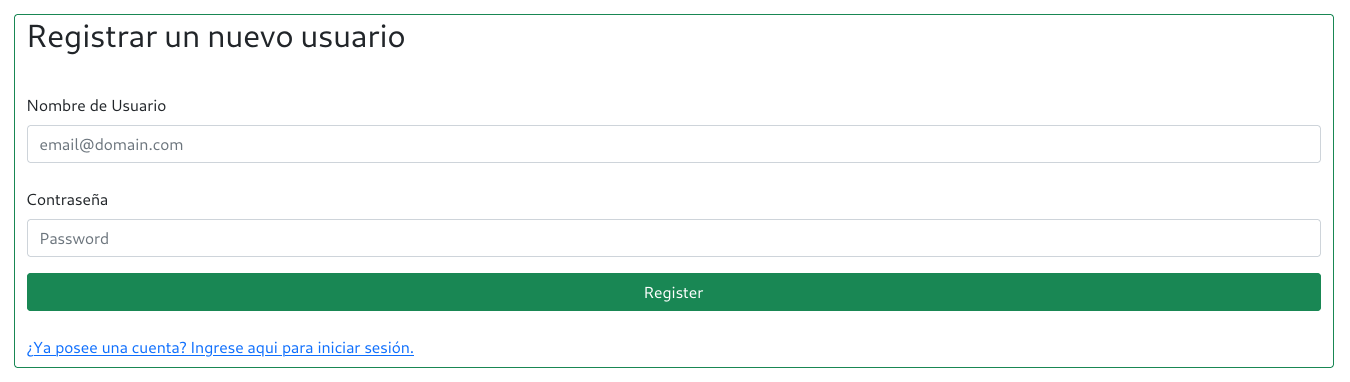 Registrar un nuevo usuario
Nombre de Usuario
email@domain.com
Contraseña
Password
Register
¿Ya posee una cuenta? Ingrese aqui para iniciar sesión.